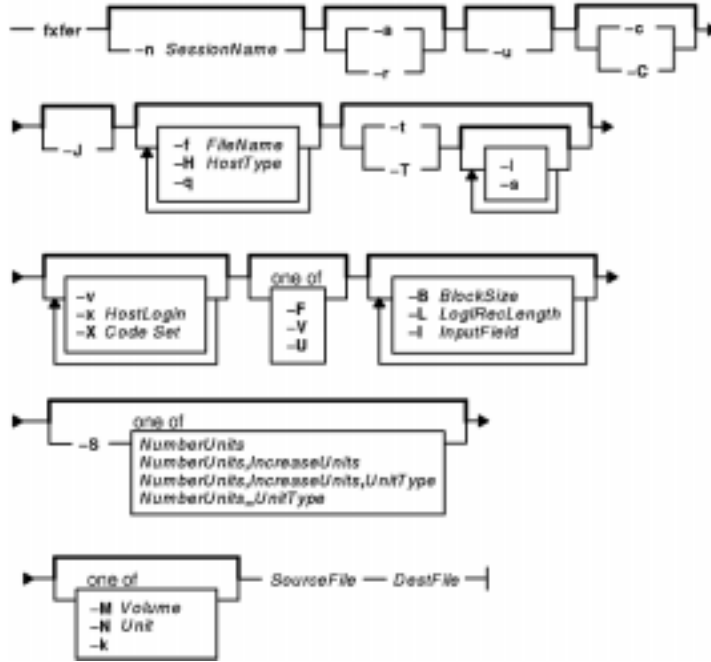 fxfer
-n SessionName
-a
-r
-u
-c
-C
-J
-f FileName
-H HostType
-q
-t
-T
-l
-s
-v
-x HostLogin
-X Code Set
one of
-F
-V
-U
-B BlockSize
-L LoglRecLength
-I InputField
-S
one of
NumberUnits
NumberUnits,IncreaseUnits
NumberUnits,IncreaseUnits,UnitType
NumberUnits,,UnitType
one of
-M Volume
-N Unit
-k
SourceFile
DestFile